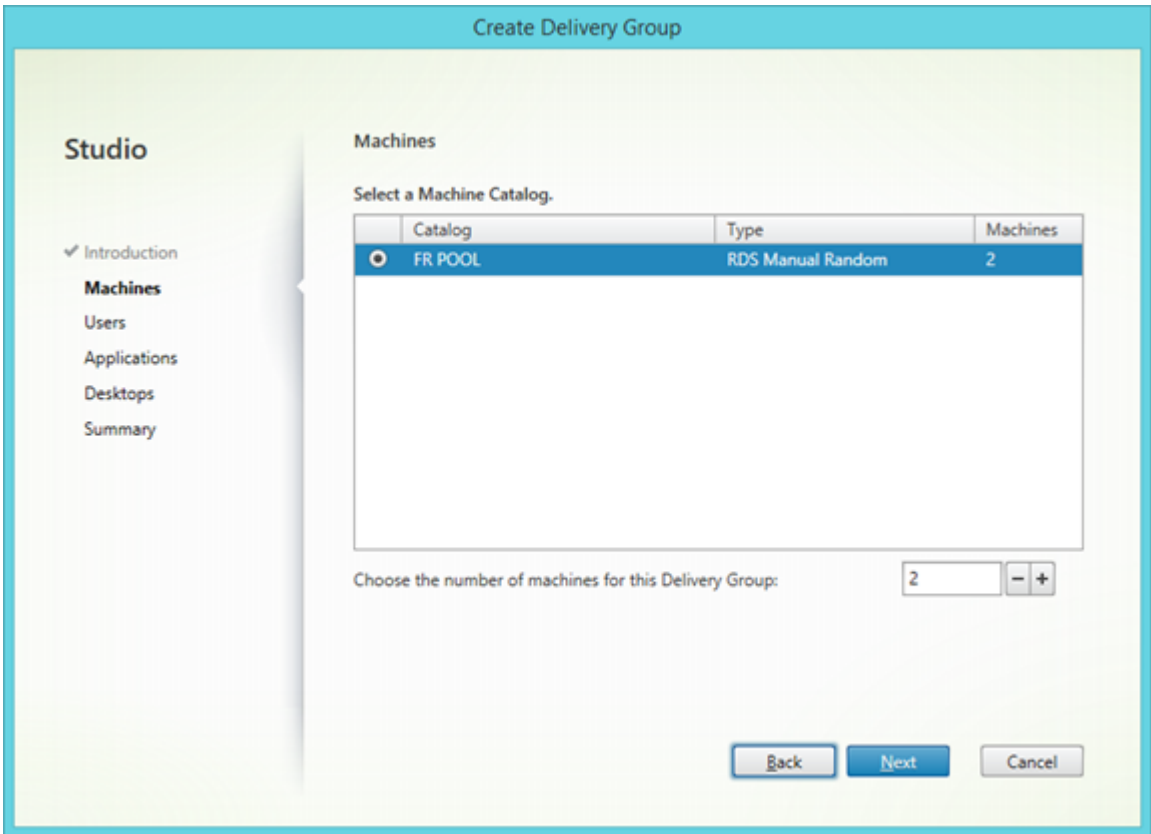 Create Delivery Group
Studio
✔ Introduction
Machines
Users
Applications
Desktops
Summary
Machines
Select a Machine Catalog.
Catalog Type Machines
FR POOL RDS Manual Random 2
Choose the number of machines for this Delivery Group: 2 − +
Back Next Cancel